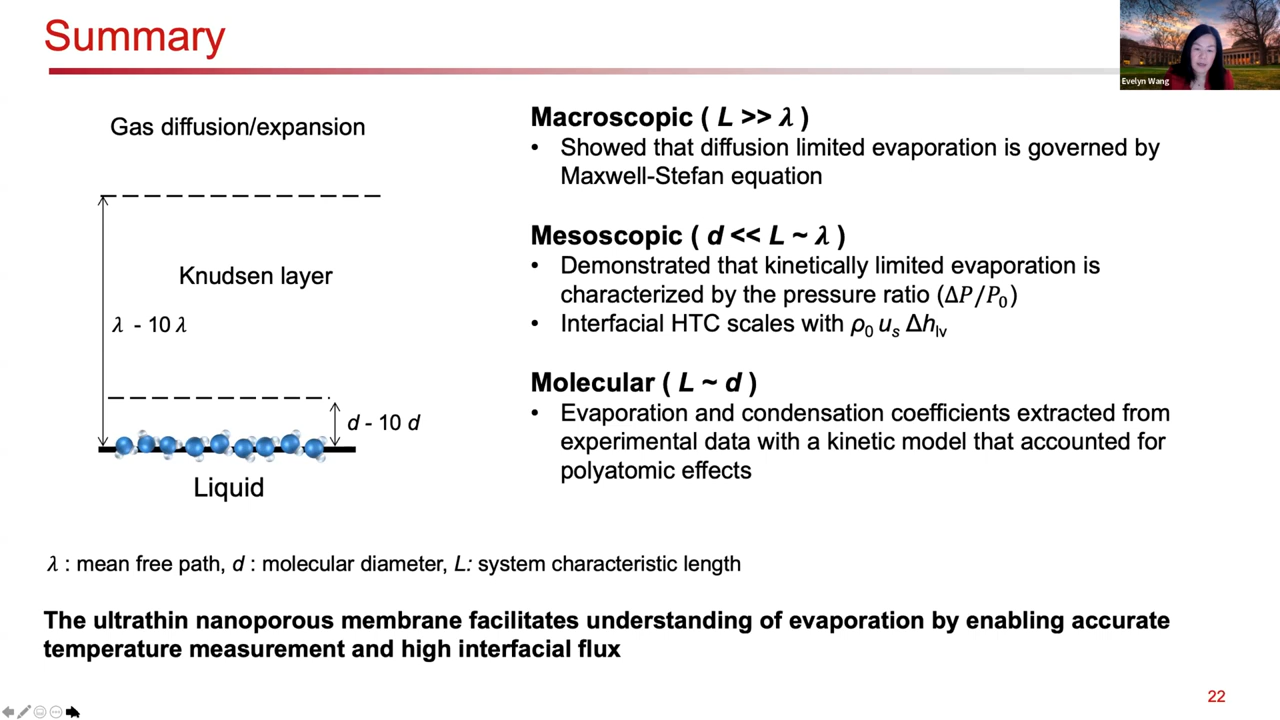 Summary
Evelyn Wang
Gas diffusion/expansion
Knudsen layer
λ - 10 λ
d - 10 d
Liquid
Macroscopic ( L >> λ )
• Showed that diffusion limited evaporation is governed by
Maxwell-Stefan equation
Mesoscopic ( d << L ~ λ )
• Demonstrated that kinetically limited evaporation is
characterized by the pressure ratio (ΔP/P₀)
• Interfacial HTC scales with ρ₀ uₛ Δhlv
Molecular ( L ~ d )
• Evaporation and condensation coefficients extracted from
experimental data with a kinetic model that accounted for
polyatomic effects
λ : mean free path, d : molecular diameter, L: system characteristic length
The ultrathin nanoporous membrane facilitates understanding of evaporation by enabling accurate
temperature measurement and high interfacial flux
22